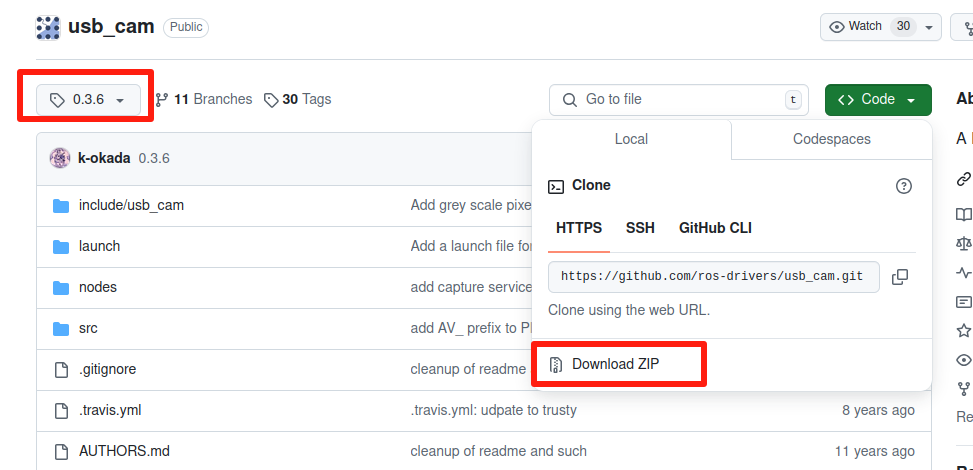 usb_cam Public Watch 30
0.3.6 11 Branches 30 Tags Go to file t Code
Local Codespaces
k-okada 0.3.6
Clone
include/usb_cam Add grey scale pixe
HTTPS SSH GitHub CLI
launch Add a launch file for
https://github.com/ros-drivers/usb_cam.git
nodes add capture service
Clone using the web URL.
src add AV_ prefix to PI
Download ZIP
.gitignore cleanup of readme
.travis.yml .travis.yml: udpate to trusty 8 years ago
AUTHORS.md cleanup of readme and such 11 years ago
Ab
A
Re